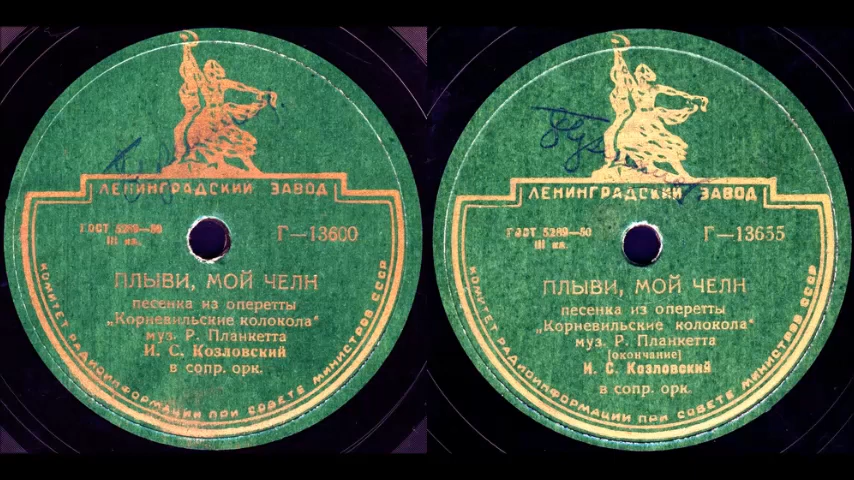 ЛЕНИНГРАДСКИЙ ЗАВОД
ГОСТ 5289—50
III кл.
Г—13600
ПЛЫВИ, МОЙ ЧЕЛН
песенка из оперетты
„Корневильские колокола“
муз. Р. Планкетта
И. С. Козловский
в сопр. орк.
КОМИТЕТ РАДИОИНФОРМАЦИИ ПРИ СОВЕТЕ МИНИСТРОВ СССР
ЛЕНИНГРАДСКИЙ ЗАВОД
ГОСТ 5289—50
III кл.
Г—13655
ПЛЫВИ, МОЙ ЧЕЛН
песенка из оперетты
„Корневильские колокола“
муз. Р. Планкетта
(окончание)
И. С. Козловский
в сопр. орк.
КОМИТЕТ РАДИОИНФОРМАЦИИ ПРИ СОВЕТЕ МИНИСТРОВ СССР